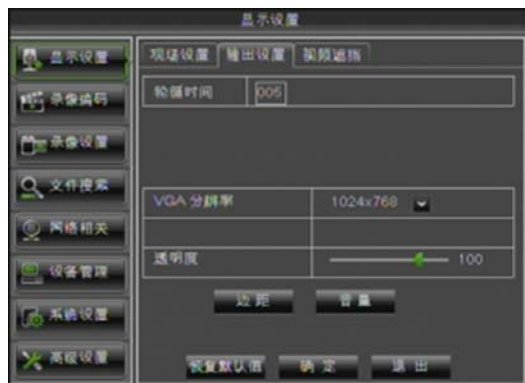 显示设置
显示设置
录像编码
录像设置
文件搜索
网络相关
设备管理
系统设置
高级设置
现场设置 输出设置 视频遮挡
轮循时间 005
VGA 分辨率 1024x768
透明度 100
边距 音量
恢复默认值 确定 退出